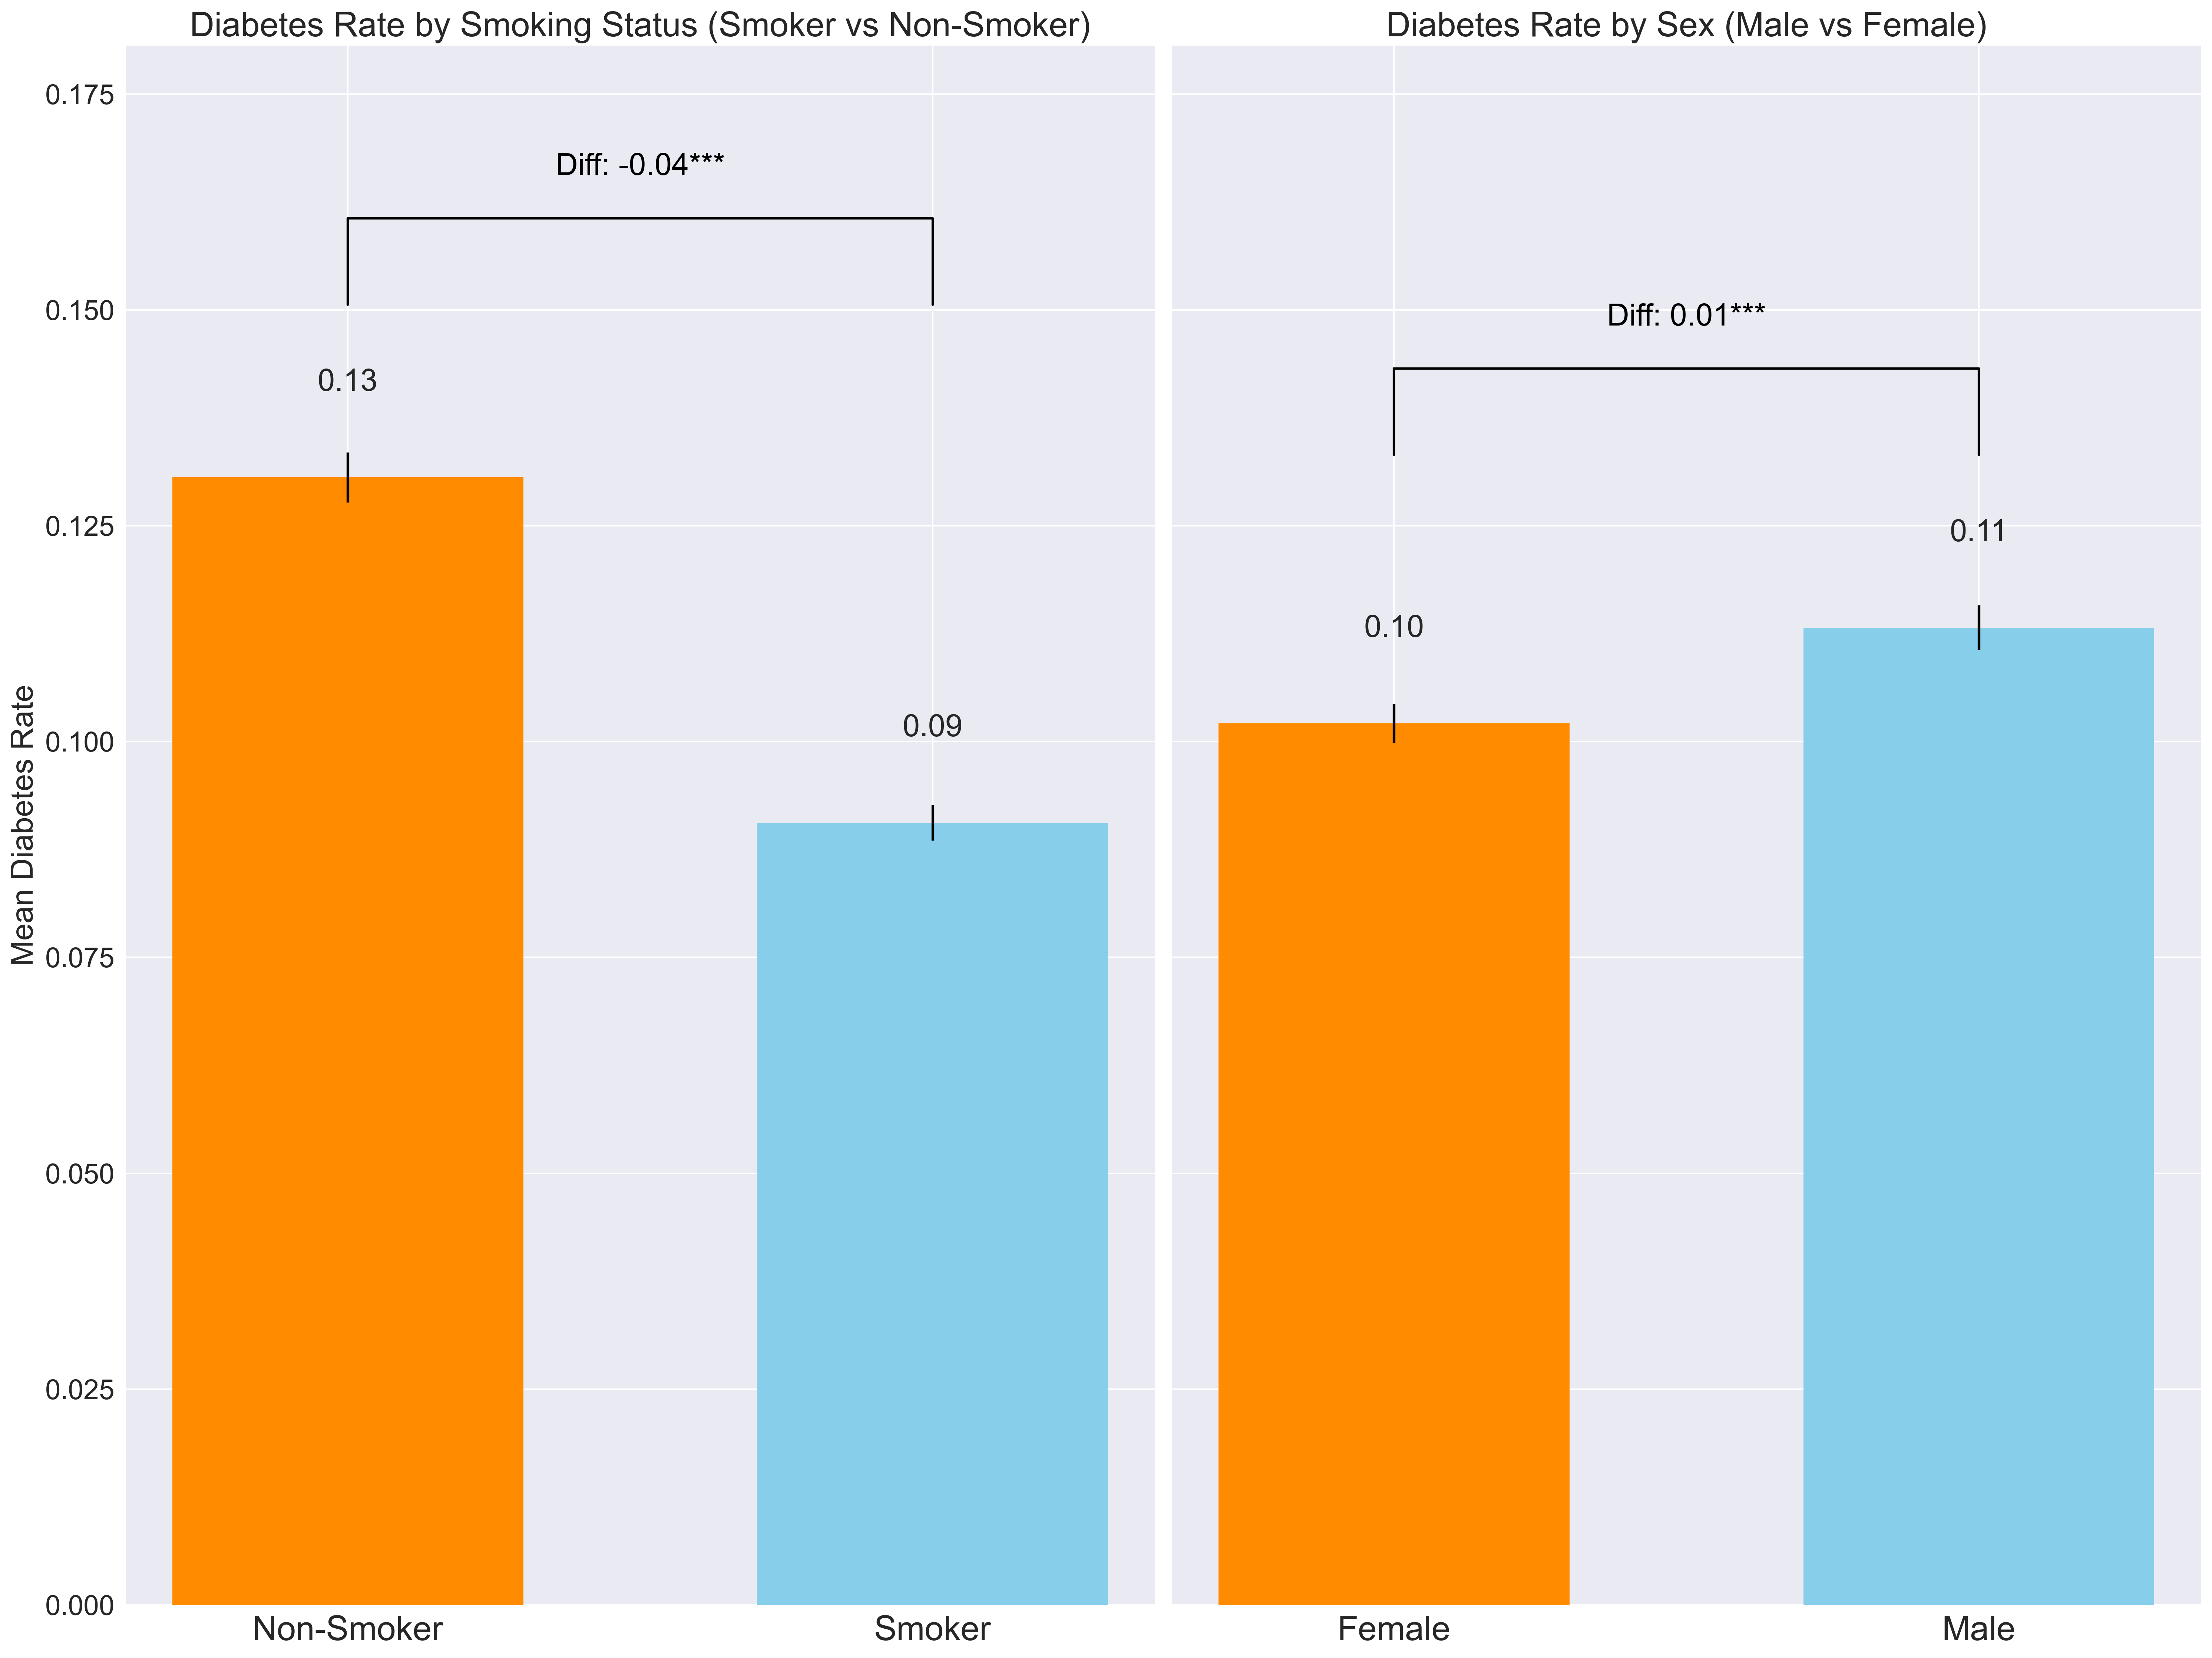 Diabetes Rate by Smoking Status (Smoker vs Non-Smoker)
Diabetes Rate by Sex (Male vs Female)
Mean Diabetes Rate
0.175
0.150
0.125
0.100
0.075
0.050
0.025
0.000
Diff: -0.04***
0.13
0.09
Non-Smoker
Smoker
Diff: 0.01***
0.10
0.11
Female
Male